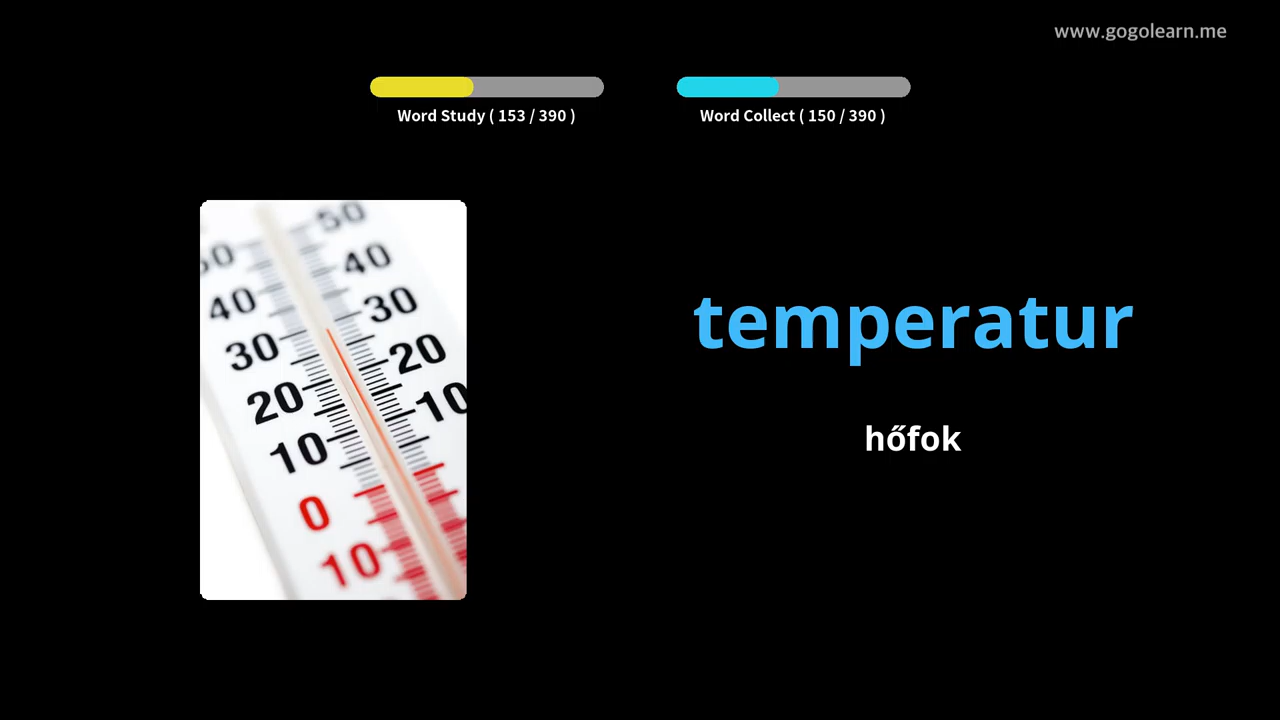 www.gogolearn.me
Word Study ( 153 / 390 )
Word Collect ( 150 / 390 )
50
40
40
30
30
20
20
10
10
0
10
temperatur
hőfok